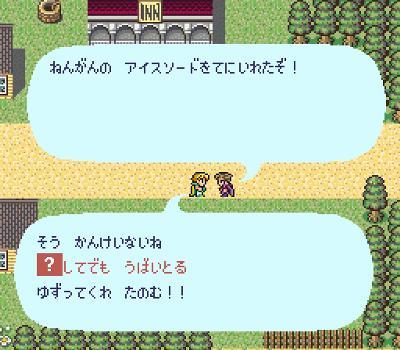 INN
ねんがんの　アイスソードをてにいれたぞ！
そう　かんけいないね
?してでも　うばいとる
ゆずってくれ　たのむ！！